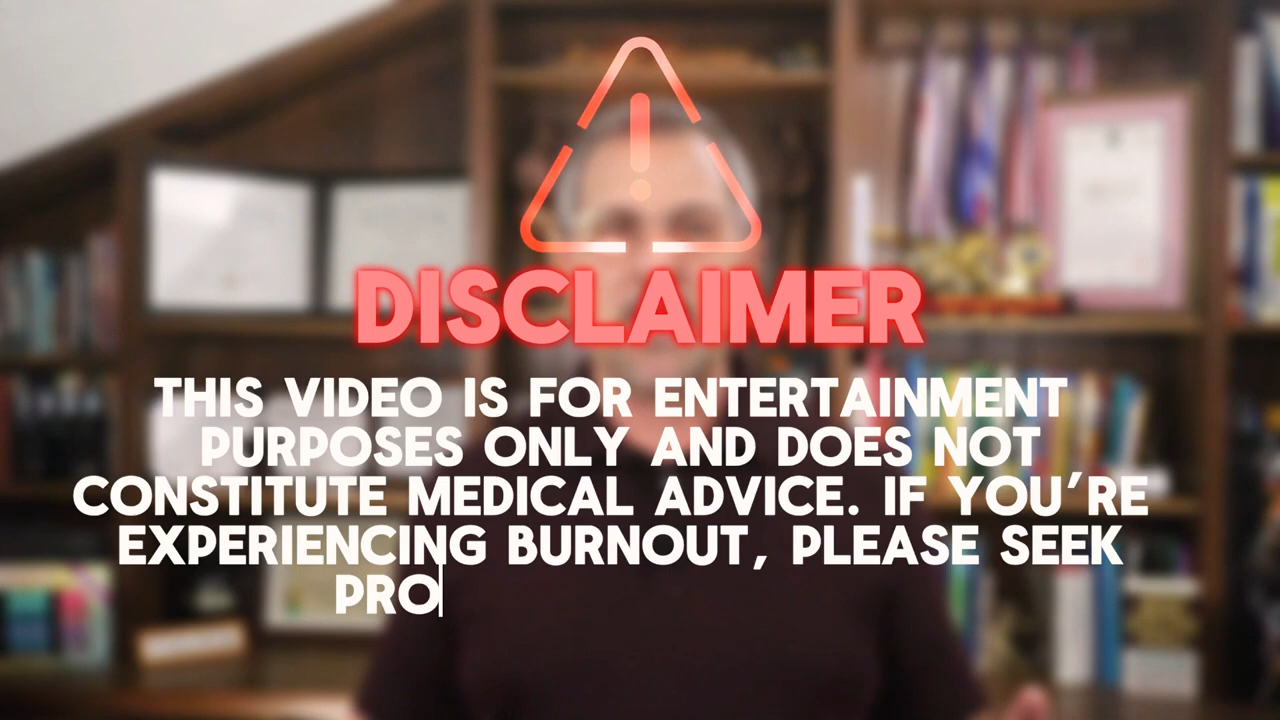 DISCLAIMER
THIS VIDEO IS FOR ENTERTAINMENT
PURPOSES ONLY AND DOES NOT
CONSTITUTE MEDICAL ADVICE. IF YOU'RE
EXPERIENCING BURNOUT, PLEASE SEEK
PRO